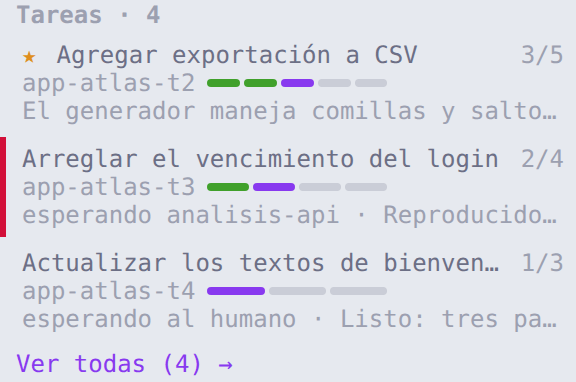 Tareas · 4
★ Agregar exportación a CSV 3/5
app-atlas-t2
El generador maneja comillas y salto…
Arreglar el vencimiento del login 2/4
app-atlas-t3
esperando analisis-api · Reproducido…
Actualizar los textos de bienven… 1/3
app-atlas-t4
esperando al humano · Listo: tres pa…
Ver todas (4) →